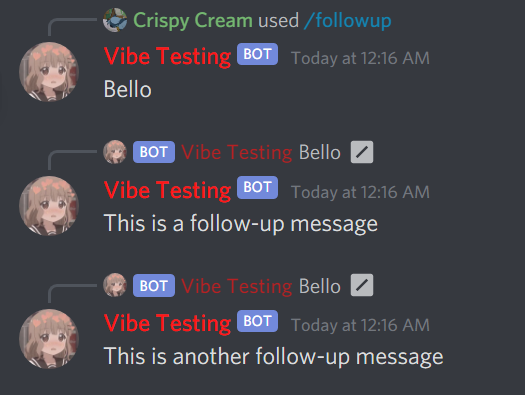 Crispy Cream used /followup
Vibe Testing BOT Today at 12:16 AM
Bello
BOT Vibe Testing Bello
Vibe Testing BOT Today at 12:16 AM
This is a follow-up message
BOT Vibe Testing Bello
Vibe Testing BOT Today at 12:16 AM
This is another follow-up message